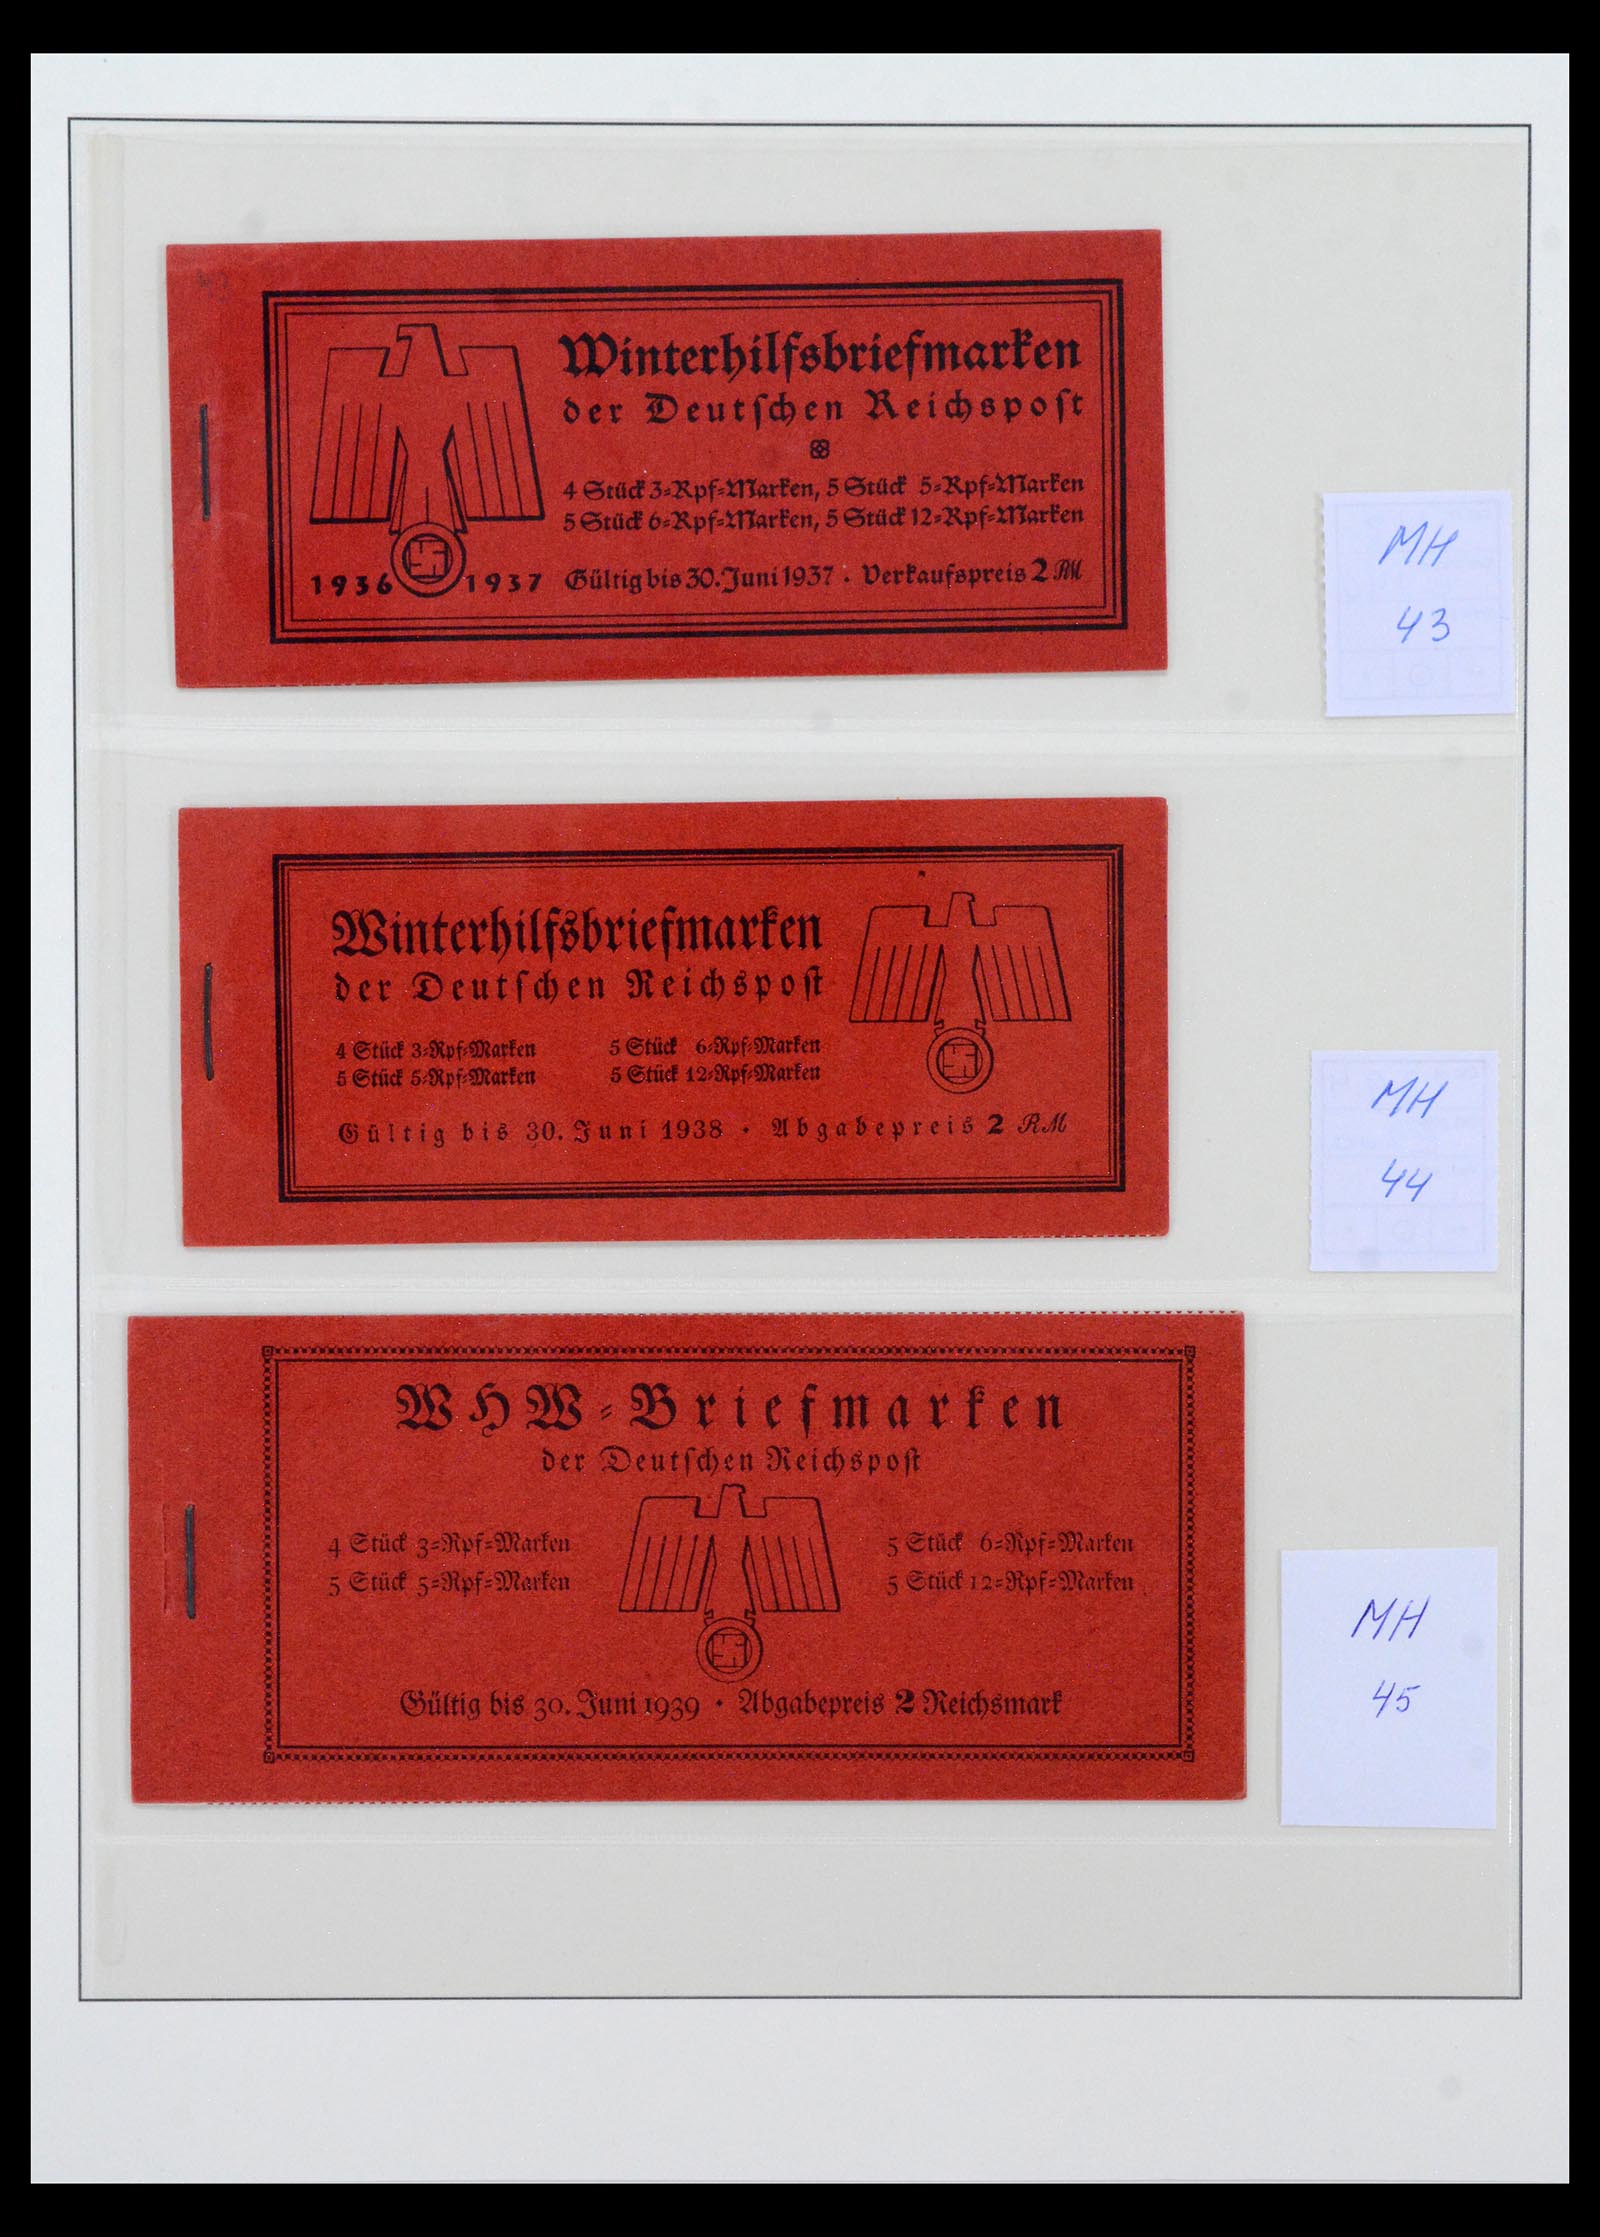 Winterhilfsbriefmarken
der Deutſchen Reichspoſt
4 Stück 3=Rpf=Marken, 5 Stück 5=Rpf=Marken
5 Stück 6=Rpf=Marken, 5 Stück 12=Rpf=Marken
1936 1937 Gültig bis 30. Juni 1937 . Verkaufspreis 2 RM
MH
43
Winterhilfsbriefmarken
der Deutſchen Reichspoſt
4 Stück 3=Rpf=Marken 5 Stück 6=Rpf=Marken
5 Stück 5=Rpf=Marken 5 Stück 12=Rpf=Marken
Gültig bis 30. Juni 1938 · Abgabepreis 2 RM
MH
44
WHW=Briefmarken
der Deutſchen Reichspoſt
4 Stück 3=Rpf=Marken 5 Stück 6=Rpf=Marken
5 Stück 5=Rpf=Marken 5 Stück 12=Rpf=Marken
Gültig bis 30. Juni 1939 · Abgabepreis 2 Reichsmark
MH
45